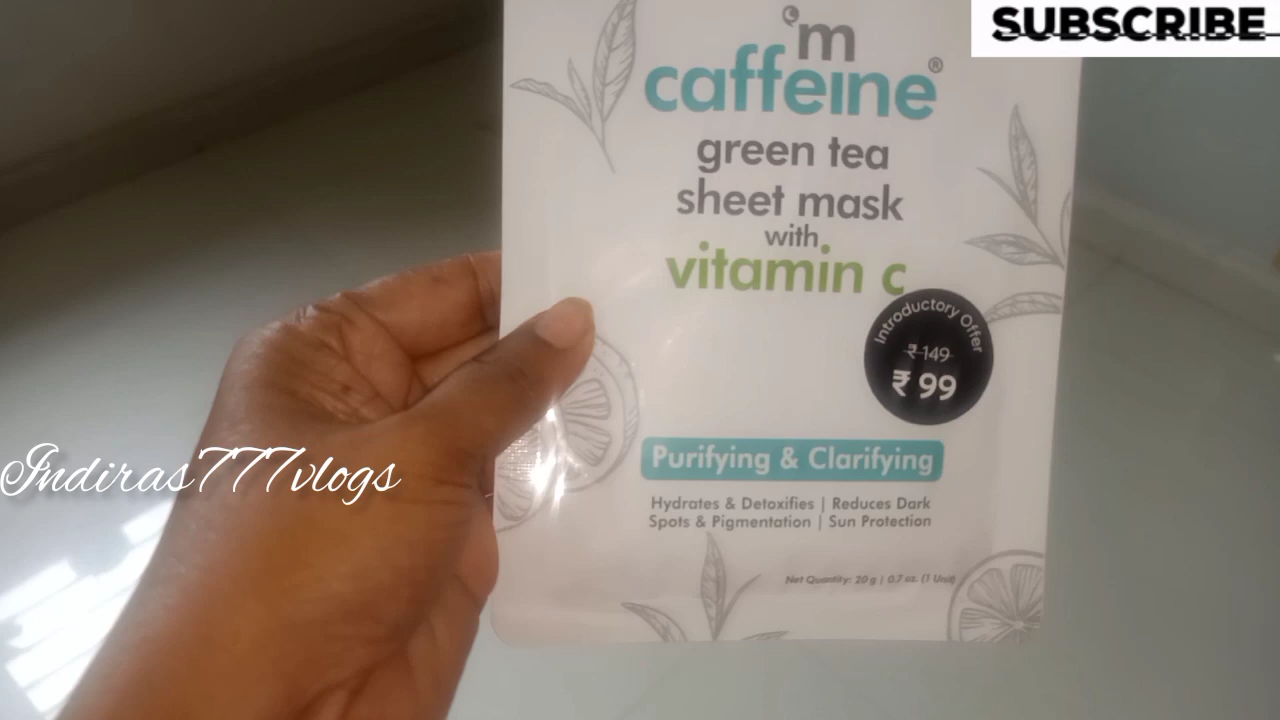 SUBSCRIBE
'm
caffeine®
green tea
sheet mask
with
vitamin c
Introductory Offer
₹ 149
₹ 99
Purifying & Clarifying
Hydrates & Detoxifies | Reduces Dark
Spots & Pigmentation | Sun Protection
Net Quantity: 20 g | 0.7 oz. (1 Unit)
Indiras777vlogs